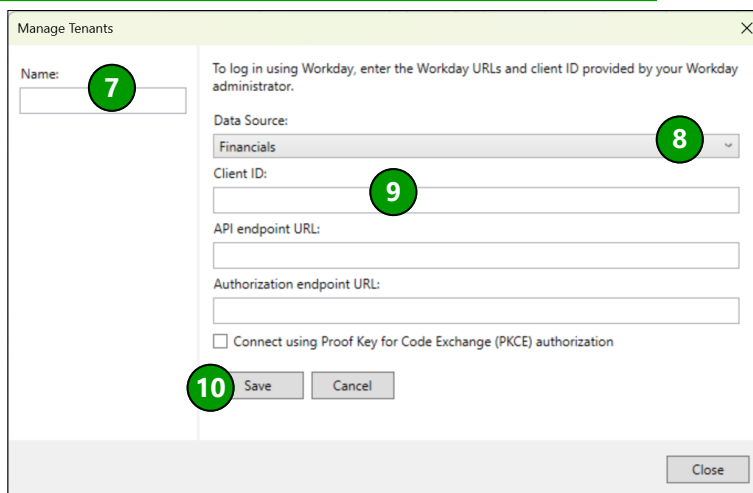 Manage Tenants
Name:
7
To log in using Workday, enter the Workday URLs and client ID provided by your Workday
administrator.
Data Source:
Financials
8
Client ID:
9
API endpoint URL:
Authorization endpoint URL:
Connect using Proof Key for Code Exchange (PKCE) authorization
10 Save Cancel
Close